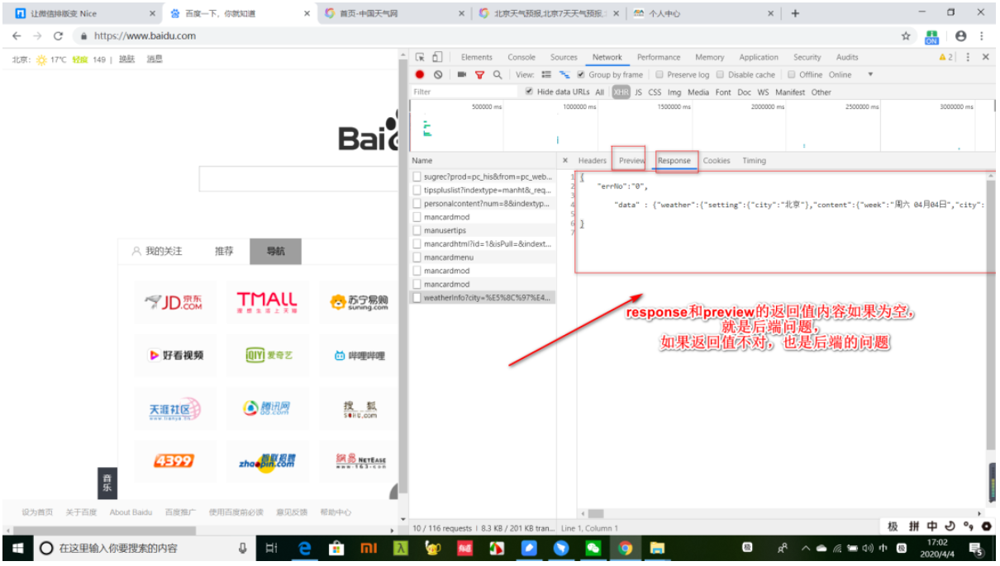 让微信排版变 Nice
百度一下，你就知道
首页-中国天气网
北京天气预报,北京7天天气预报,
个人中心
https://www.baidu.com
ON
北京: 17℃ 轻度 149 | 换肤 消息
Elements Console Sources Network Performance Memory Application Security Audits
2
View: Group by frame Preserve log Disable cache Offline Online
Filter
Hide data URLs All XHR JS CSS Img Media Font Doc WS Manifest Other
500000 ms 1000000 ms 1500000 ms 2000000 ms 2500000 ms 3000000 ms
Name
Headers Preview Response Cookies Timing
sugrec?prod=pc_his&from=pc_web...
tipspluslist?indextype=manht&_req...
personalcontent?num=8&indextyp...
mancardmod
manusertips
mancardhtml?id=1&isPull=&indext...
mancardmenu
mancardmod
mancardmod
weatherInfo?city=%E5%8C%97%E4...
1 {
2 "errNo":"0",
3
4 "data" : {"weather":{"setting":{"city":"北京"},"content":{"week":"周六 04月04日","city":
5
6 }
7
response和preview的返回值内容如果为空，
就是后端问题，
如果返回值不对，也是后端的问题
Bai
我的关注 推荐 导航
JD 京东 .COM
TMALL
理想生活上天猫
苏宁易购
suning.com
好看视频
iQIY 爱奇艺
哔哩哔哩
天涯社区
www.tianya.cn
腾讯网
QQ.COM
搜狐
SOHU.com
4399
智联招聘
zhaopin.com
網易 NETEASE
www.163.com
音乐
设为首页 关于百度 About Baidu 百度推广 使用百度前必读 意见反馈 帮助中心
10 / 116 requests | 8.3 KB / 201 KB tran...
Line 1, Column 1
极 拼 中
在这里输入你要搜索的内容
中
极
17:02
2020/4/4
5